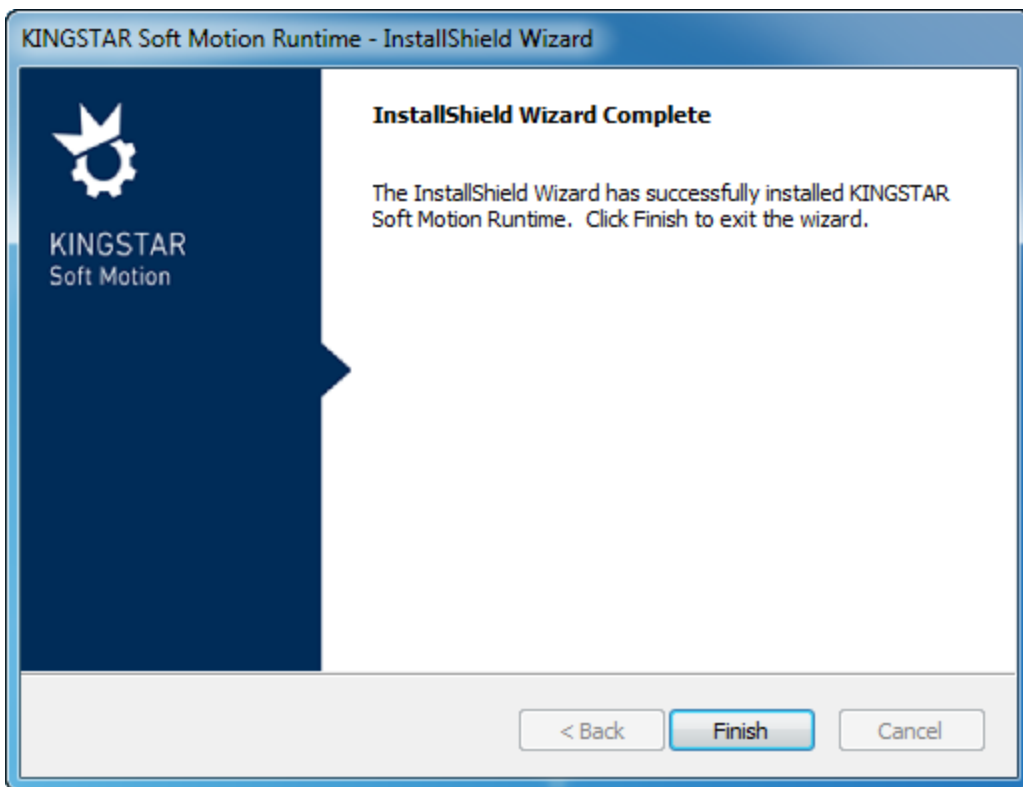 KINGSTAR Soft Motion Runtime - InstallShield Wizard
KINGSTAR
Soft Motion
InstallShield Wizard Complete
The InstallShield Wizard has successfully installed KINGSTAR
Soft Motion Runtime.  Click Finish to exit the wizard.
< Back
Finish
Cancel